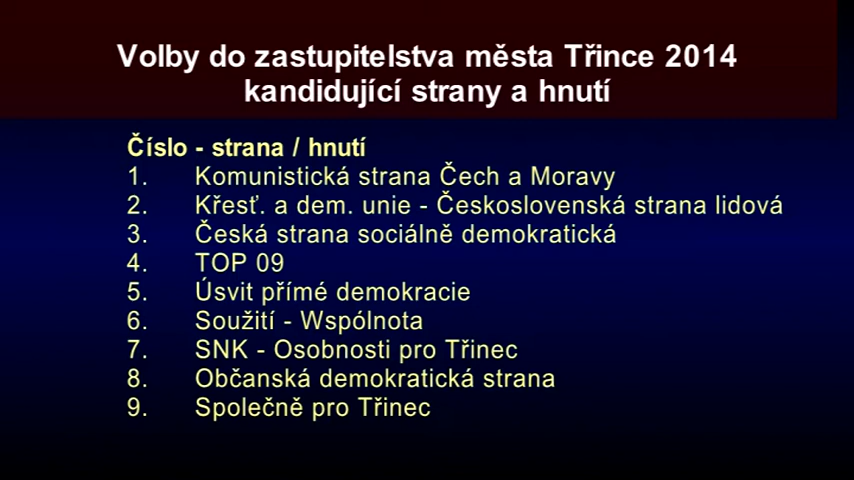 Volby do zastupitelstva města Třince 2014
kandidující strany a hnutí
Číslo - strana / hnutí
1. Komunistická strana Čech a Moravy
2. Křesť. a dem. unie - Československá strana lidová
3. Česká strana sociálně demokratická
4. TOP 09
5. Úsvit přímé demokracie
6. Soužití - Wspólnota
7. SNK - Osobnosti pro Třinec
8. Občanská demokratická strana
9. Společně pro Třinec